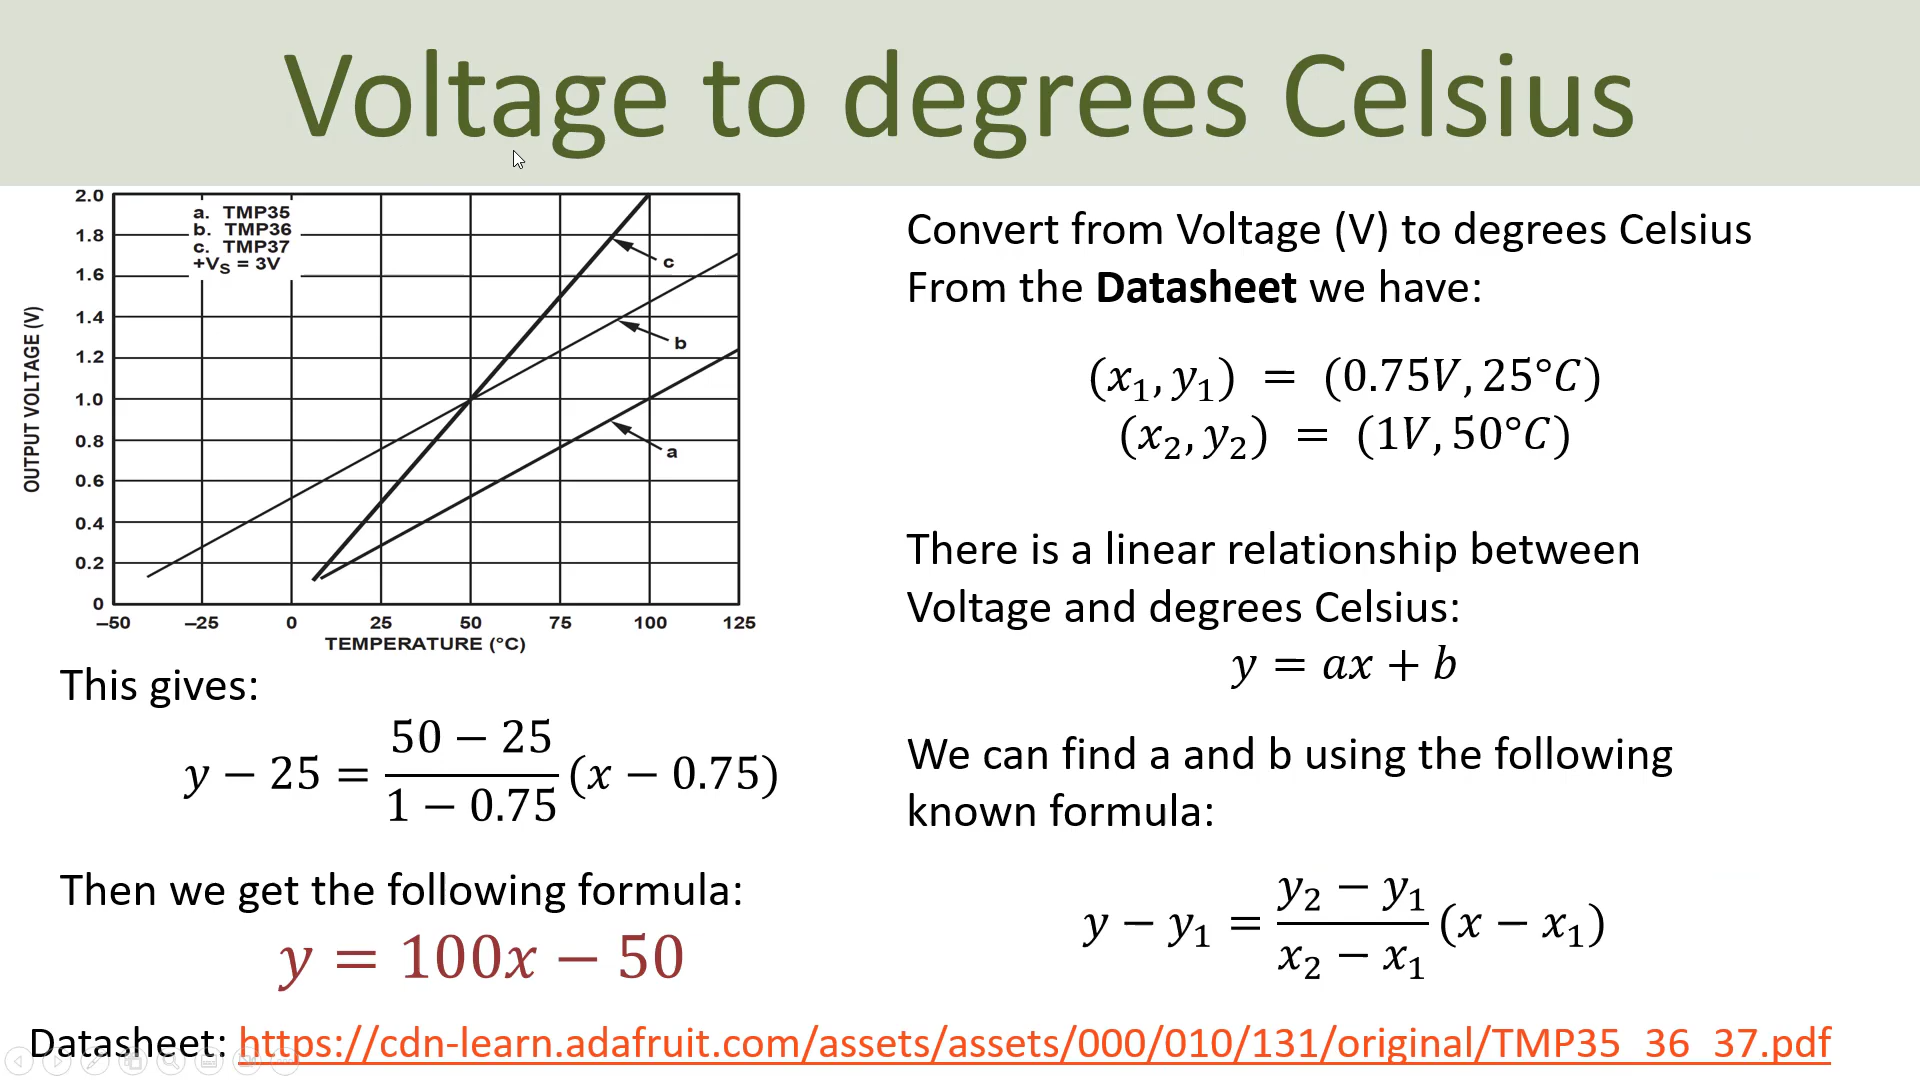 Voltage to degrees Celsius
2.0
1.8
1.6
1.4
1.2
1.0
0.8
0.6
0.4
0.2
0
a. TMP35
b. TMP36
c. TMP37
+V_S = 3V
c
b
a
OUTPUT VOLTAGE (V)
–50 –25 0 25 50 75 100 125
TEMPERATURE (°C)
This gives:
y − 25 = \frac{50 − 25}{1 − 0.75}(x − 0.75)
Then we get the following formula:
y = 100x − 50
Convert from Voltage (V) to degrees Celsius
From the Datasheet we have:
(x₁, y₁) = (0.75V, 25°C)
(x₂, y₂) = (1V, 50°C)
There is a linear relationship between
Voltage and degrees Celsius:
y = ax + b
We can find a and b using the following
known formula:
y − y₁ = \frac{y₂ − y₁}{x₂ − x₁}(x − x₁)
Datasheet: https://cdn-learn.adafruit.com/assets/assets/000/010/131/original/TMP35_36_37.pdf